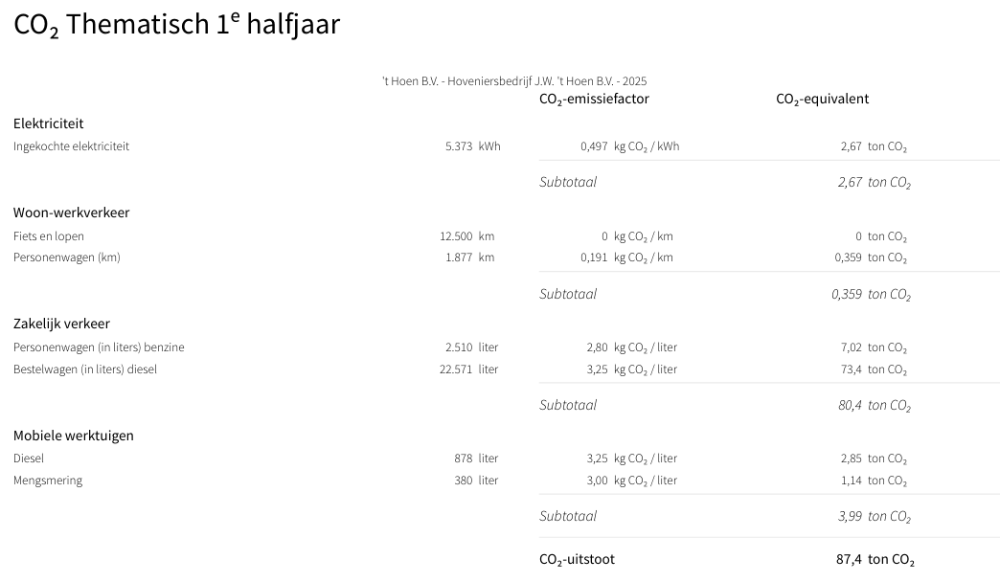 CO₂ Thematisch 1ᵉ halfjaar
't Hoen B.V. - Hoveniersbedrijf J.W. 't Hoen B.V. - 2025
CO₂-emissiefactor CO₂-equivalent
Elektriciteit
Ingekochte elektriciteit 5.373 kWh 0,497 kg CO₂ / kWh 2,67 ton CO₂
Subtotaal 2,67 ton CO₂
Woon-werkverkeer
Fiets en lopen 12.500 km 0 kg CO₂ / km 0 ton CO₂
Personenwagen (km) 1.877 km 0,191 kg CO₂ / km 0,359 ton CO₂
Subtotaal 0,359 ton CO₂
Zakelijk verkeer
Personenwagen (in liters) benzine 2.510 liter 2,80 kg CO₂ / liter 7,02 ton CO₂
Bestelwagen (in liters) diesel 22.571 liter 3,25 kg CO₂ / liter 73,4 ton CO₂
Subtotaal 80,4 ton CO₂
Mobiele werktuigen
Diesel 878 liter 3,25 kg CO₂ / liter 2,85 ton CO₂
Mengsmering 380 liter 3,00 kg CO₂ / liter 1,14 ton CO₂
Subtotaal 3,99 ton CO₂
CO₂-uitstoot 87,4 ton CO₂